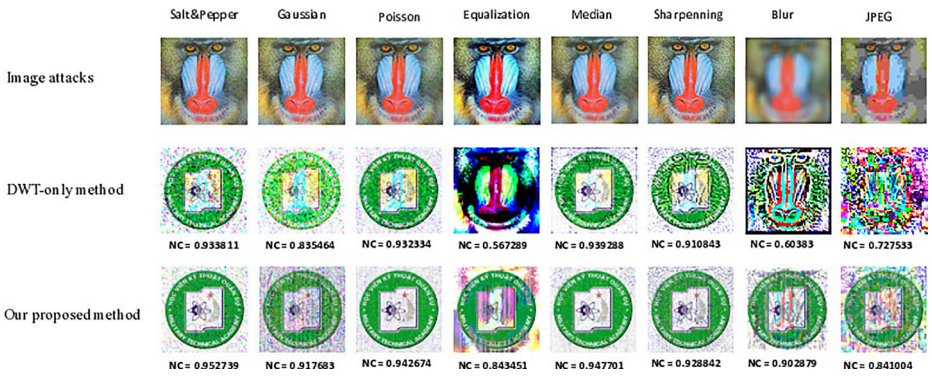 Salt&Pepper Gaussian Poisson Equalization Median Sharpenning Blur JPEG
Image attacks
DWT-only method
NC = 0.933811 NC = 0.835464 NC = 0.932334 NC = 0.567289 NC = 0.939288 NC = 0.910843 NC = 0.60383 NC = 0.727533
Our proposed method
NC = 0.952739 NC = 0.917683 NC = 0.942674 NC = 0.843451 NC = 0.947701 NC = 0.928842 NC = 0.902879 NC = 0.841004